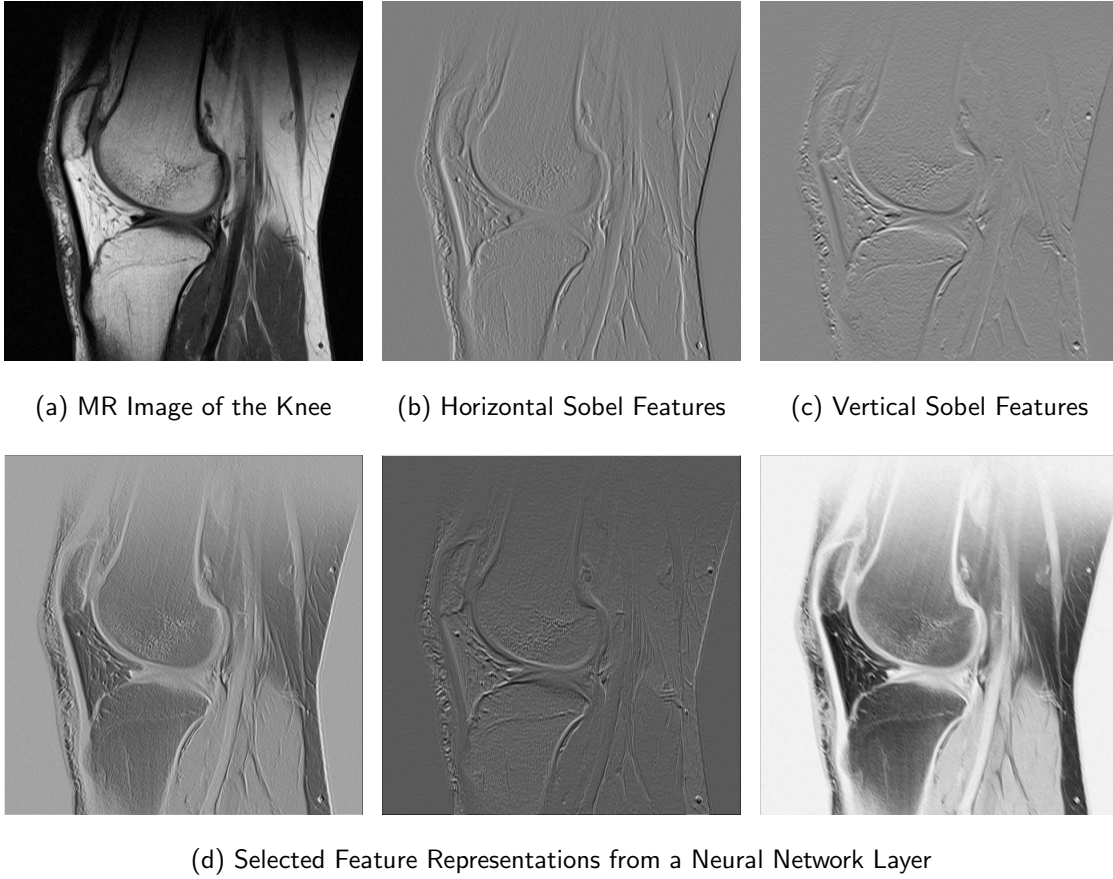 (a) MR Image of the Knee
(b) Horizontal Sobel Features
(c) Vertical Sobel Features
(d) Selected Feature Representations from a Neural Network Layer